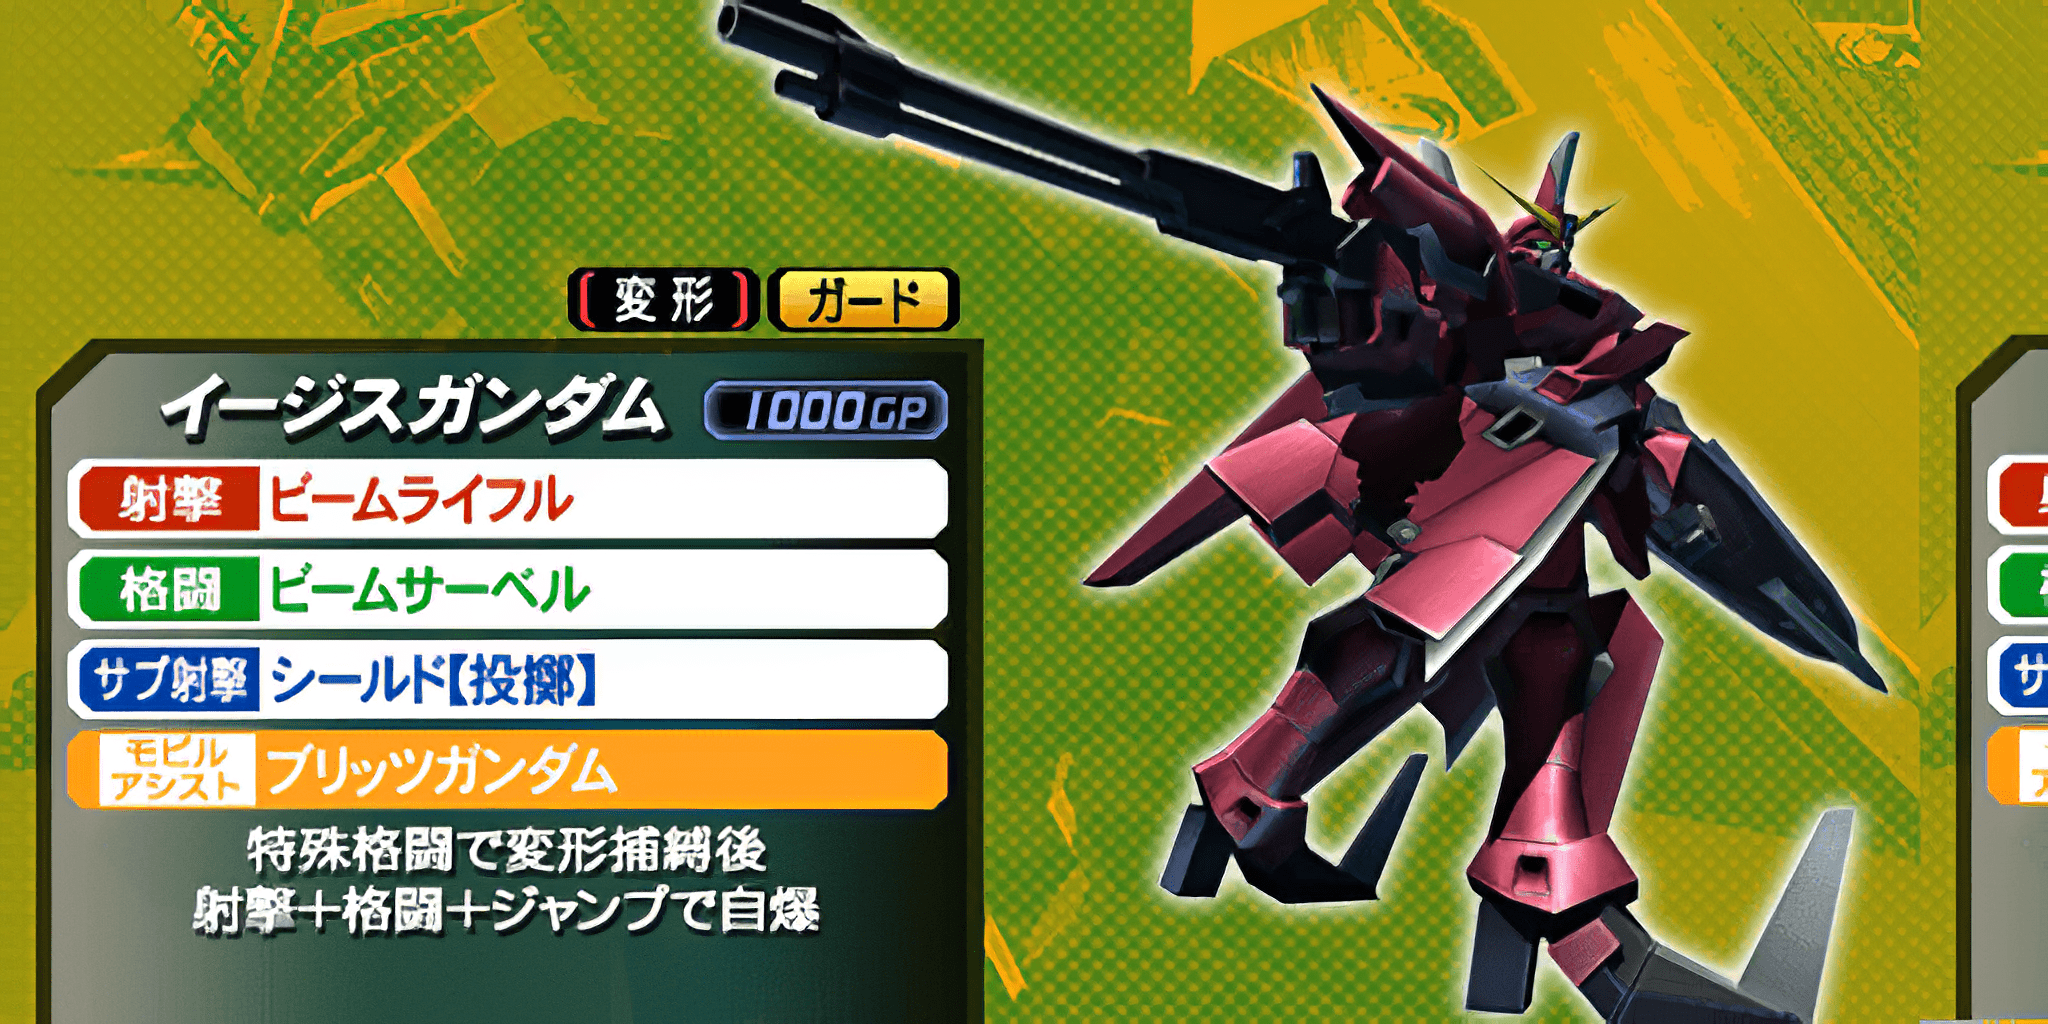 変形 ガード
イージスガンダム 1000GP
射撃 ビームライフル
格闘 ビームサーベル
サブ射撃 シールド【投擲】
モビルアシスト ブリッツガンダム
特殊格闘で変形捕縛後
射撃＋格闘＋ジャンプで自爆